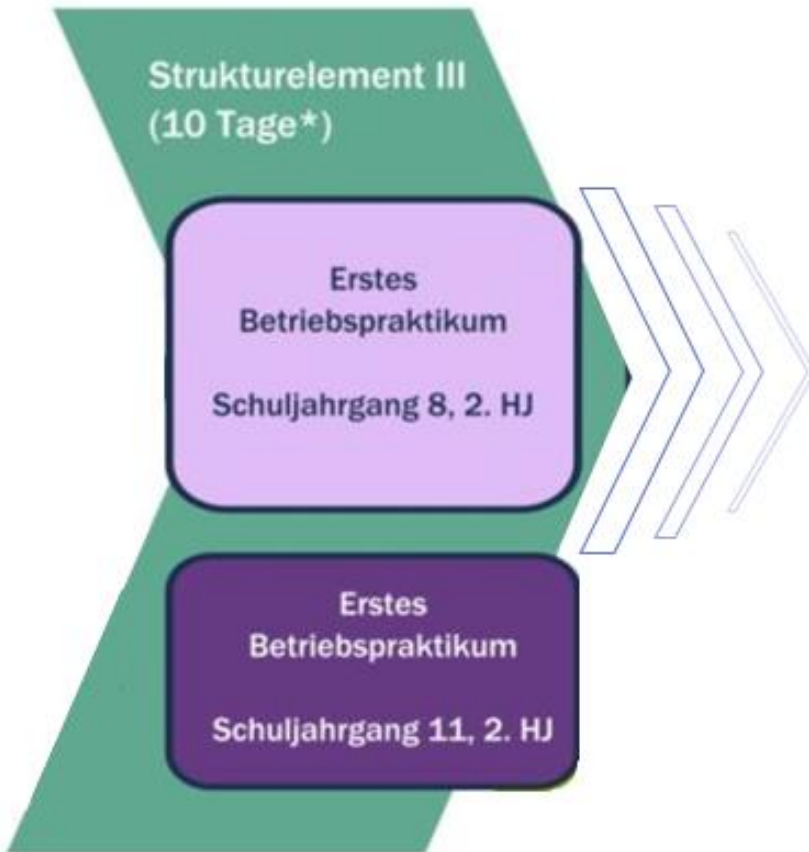 Strukturelement III
(10 Tage*)
Erstes
Betriebspraktikum
Schuljahrgang 8, 2. HJ
Erstes
Betriebspraktikum
Schuljahrgang 11, 2. HJ